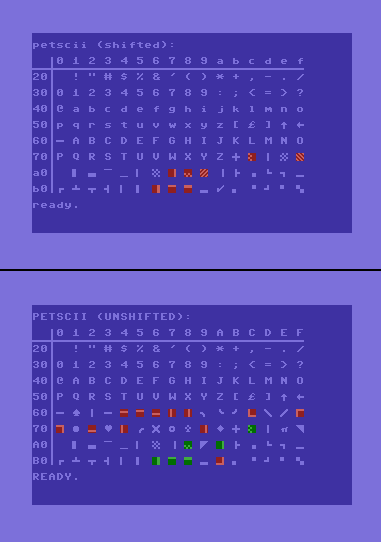 petscii (shifted):
0 1 2 3 4 5 6 7 8 9 a b c d e f
20 ! " # $ % & ' ( ) * + , - . /
30 0 1 2 3 4 5 6 7 8 9 : ; < = > ?
40 @ a b c d e f g h i j k l m n o
50 p q r s t u v w x y z [ £ ] ↑ ←
60 ─ A B C D E F G H I J K L M N O
70 P Q R S T U V W X Y Z
a0
b0 ✓
ready.
PETSCII (UNSHIFTED):
0 1 2 3 4 5 6 7 8 9 A B C D E F
20 ! " # $ % & ' ( ) * + , - . /
30 0 1 2 3 4 5 6 7 8 9 : ; < = > ?
40 @ A B C D E F G H I J K L M N O
50 P Q R S T U V W X Y Z [ £ ] ↑ ←
60
70 π
A0
B0
READY.